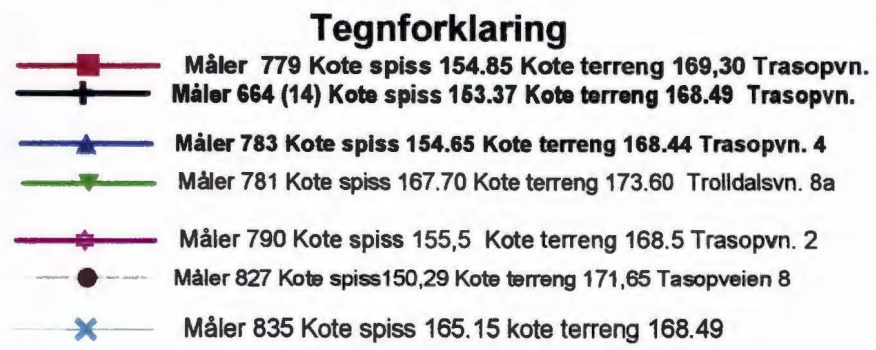 Tegnforklaring
Måler 779 Kote spiss 154.85 Kote terreng 169,30 Trasopvn.
Måler 664 (14) Kote spiss 153.37 Kote terreng 168.49 Trasopvn.
Måler 783 Kote spiss 154.65 Kote terreng 168.44 Trasopvn. 4
Måler 781 Kote spiss 167.70 Kote terreng 173.60 Trolldalsvn. 8a
Måler 790 Kote spiss 155,5 Kote terreng 168.5 Trasopvn. 2
Måler 827 Kote spiss150,29 Kote terreng 171,65 Tasopveien 8
Måler 835 Kote spiss 165.15 kote terreng 168.49